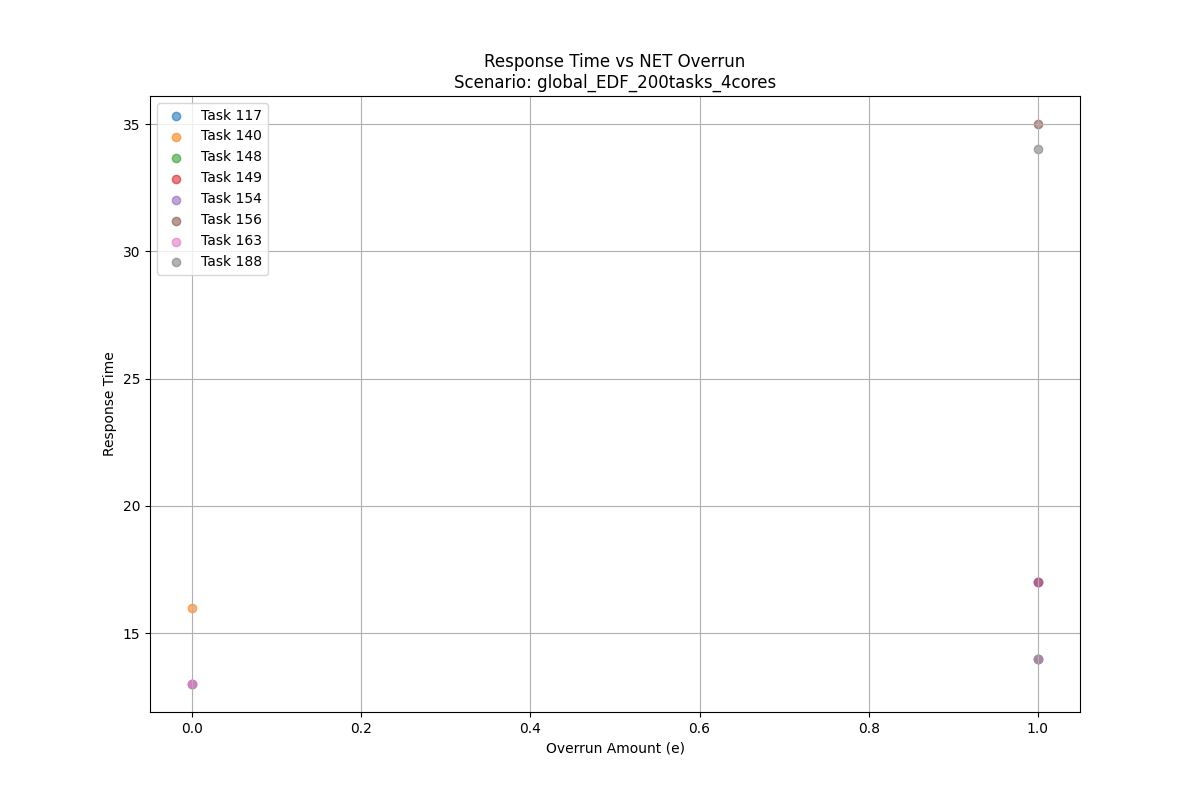 Response Time vs NET Overrun
Scenario: global_EDF_200tasks_4cores
Task 117
Task 140
Task 148
Task 149
Task 154
Task 156
Task 163
Task 188
35
30
25
20
15
Response Time
0.0 0.2 0.4 0.6 0.8 1.0
Overrun Amount (e)